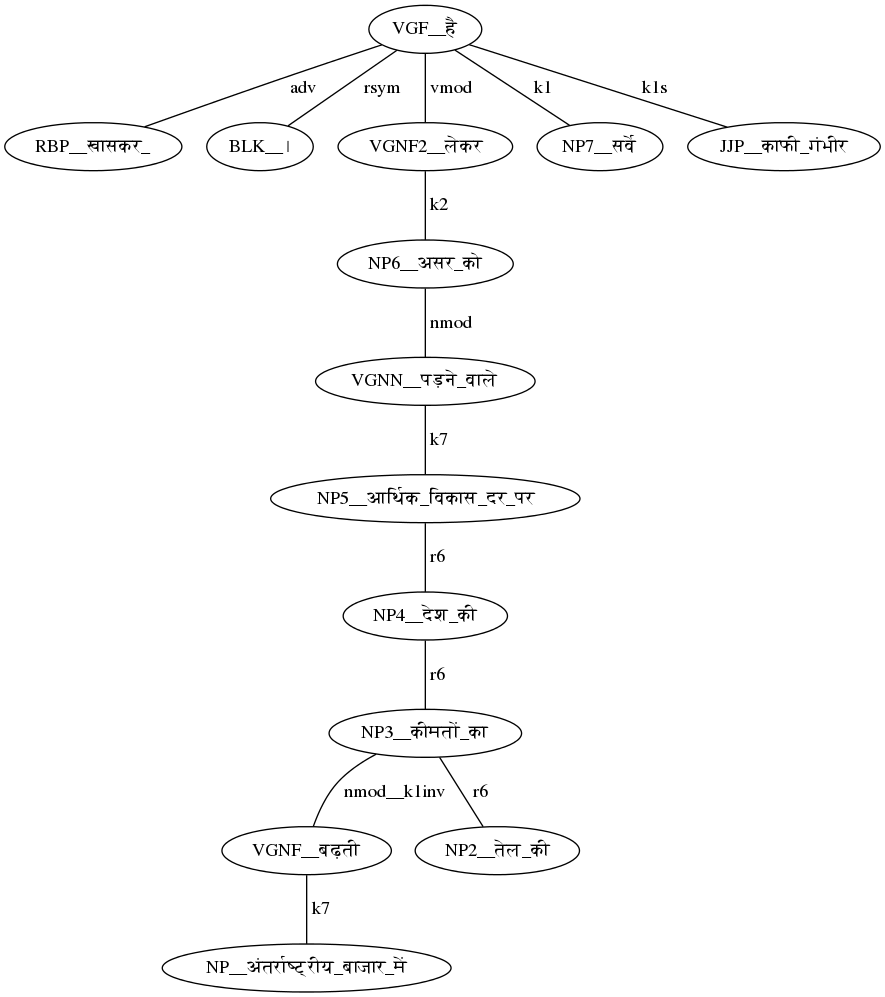 VGF__है
adv rsym vmod k1 k1s
RBP__खासकर_ BLK__। VGNF2__लेकर NP7__सर्वे JJP__काफी_गंभीर
k2
NP6__असर_को
nmod
VGNN__पड़ने_वाले
k7
NP5__आर्थिक_विकास_दर_पर
r6
NP4__देश_की
r6
NP3__कीमतों_का
nmod__k1inv r6
VGNF__बढ़ती NP2__तेल_की
k7
NP__अंतर्राष्ट्रीय_बाजार_में